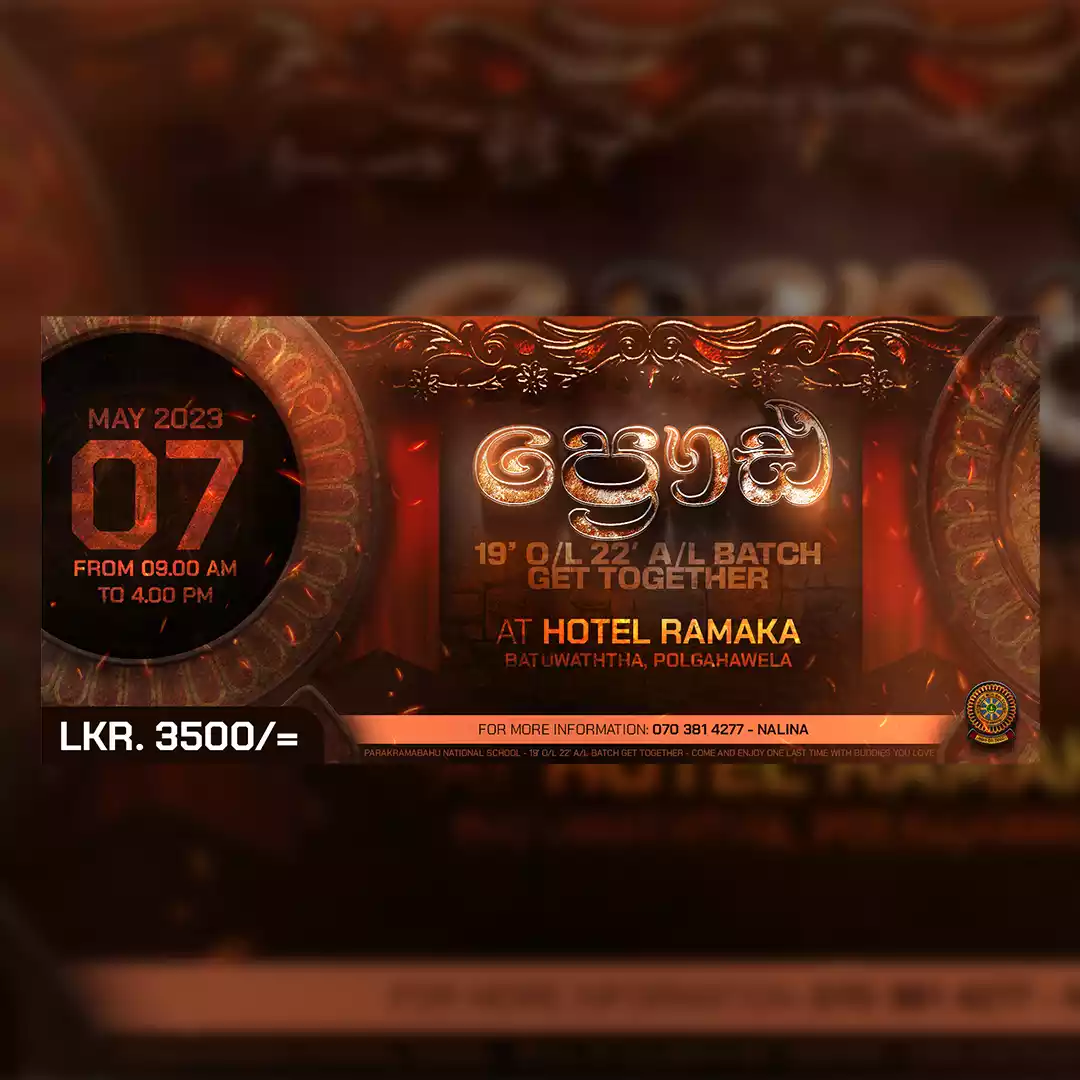 MAY 2023
07
FROM 09.00 AM
TO 4.00 PM
LKR. 3500/=
ප්‍රෞඩ
19' O/L 22' A/L BATCH
GET TOGETHER
AT HOTEL RAMAKA
BATUWATHTHA, POLGAHAWELA
FOR MORE INFORMATION: 070 381 4277 - NALINA
PARAKRAMABAHU NATIONAL SCHOOL - 19' O/L 22' A/L BATCH GET TOGETHER - COME AND ENJOY ONE LAST TIME WITH BUDDIES YOU LOVE